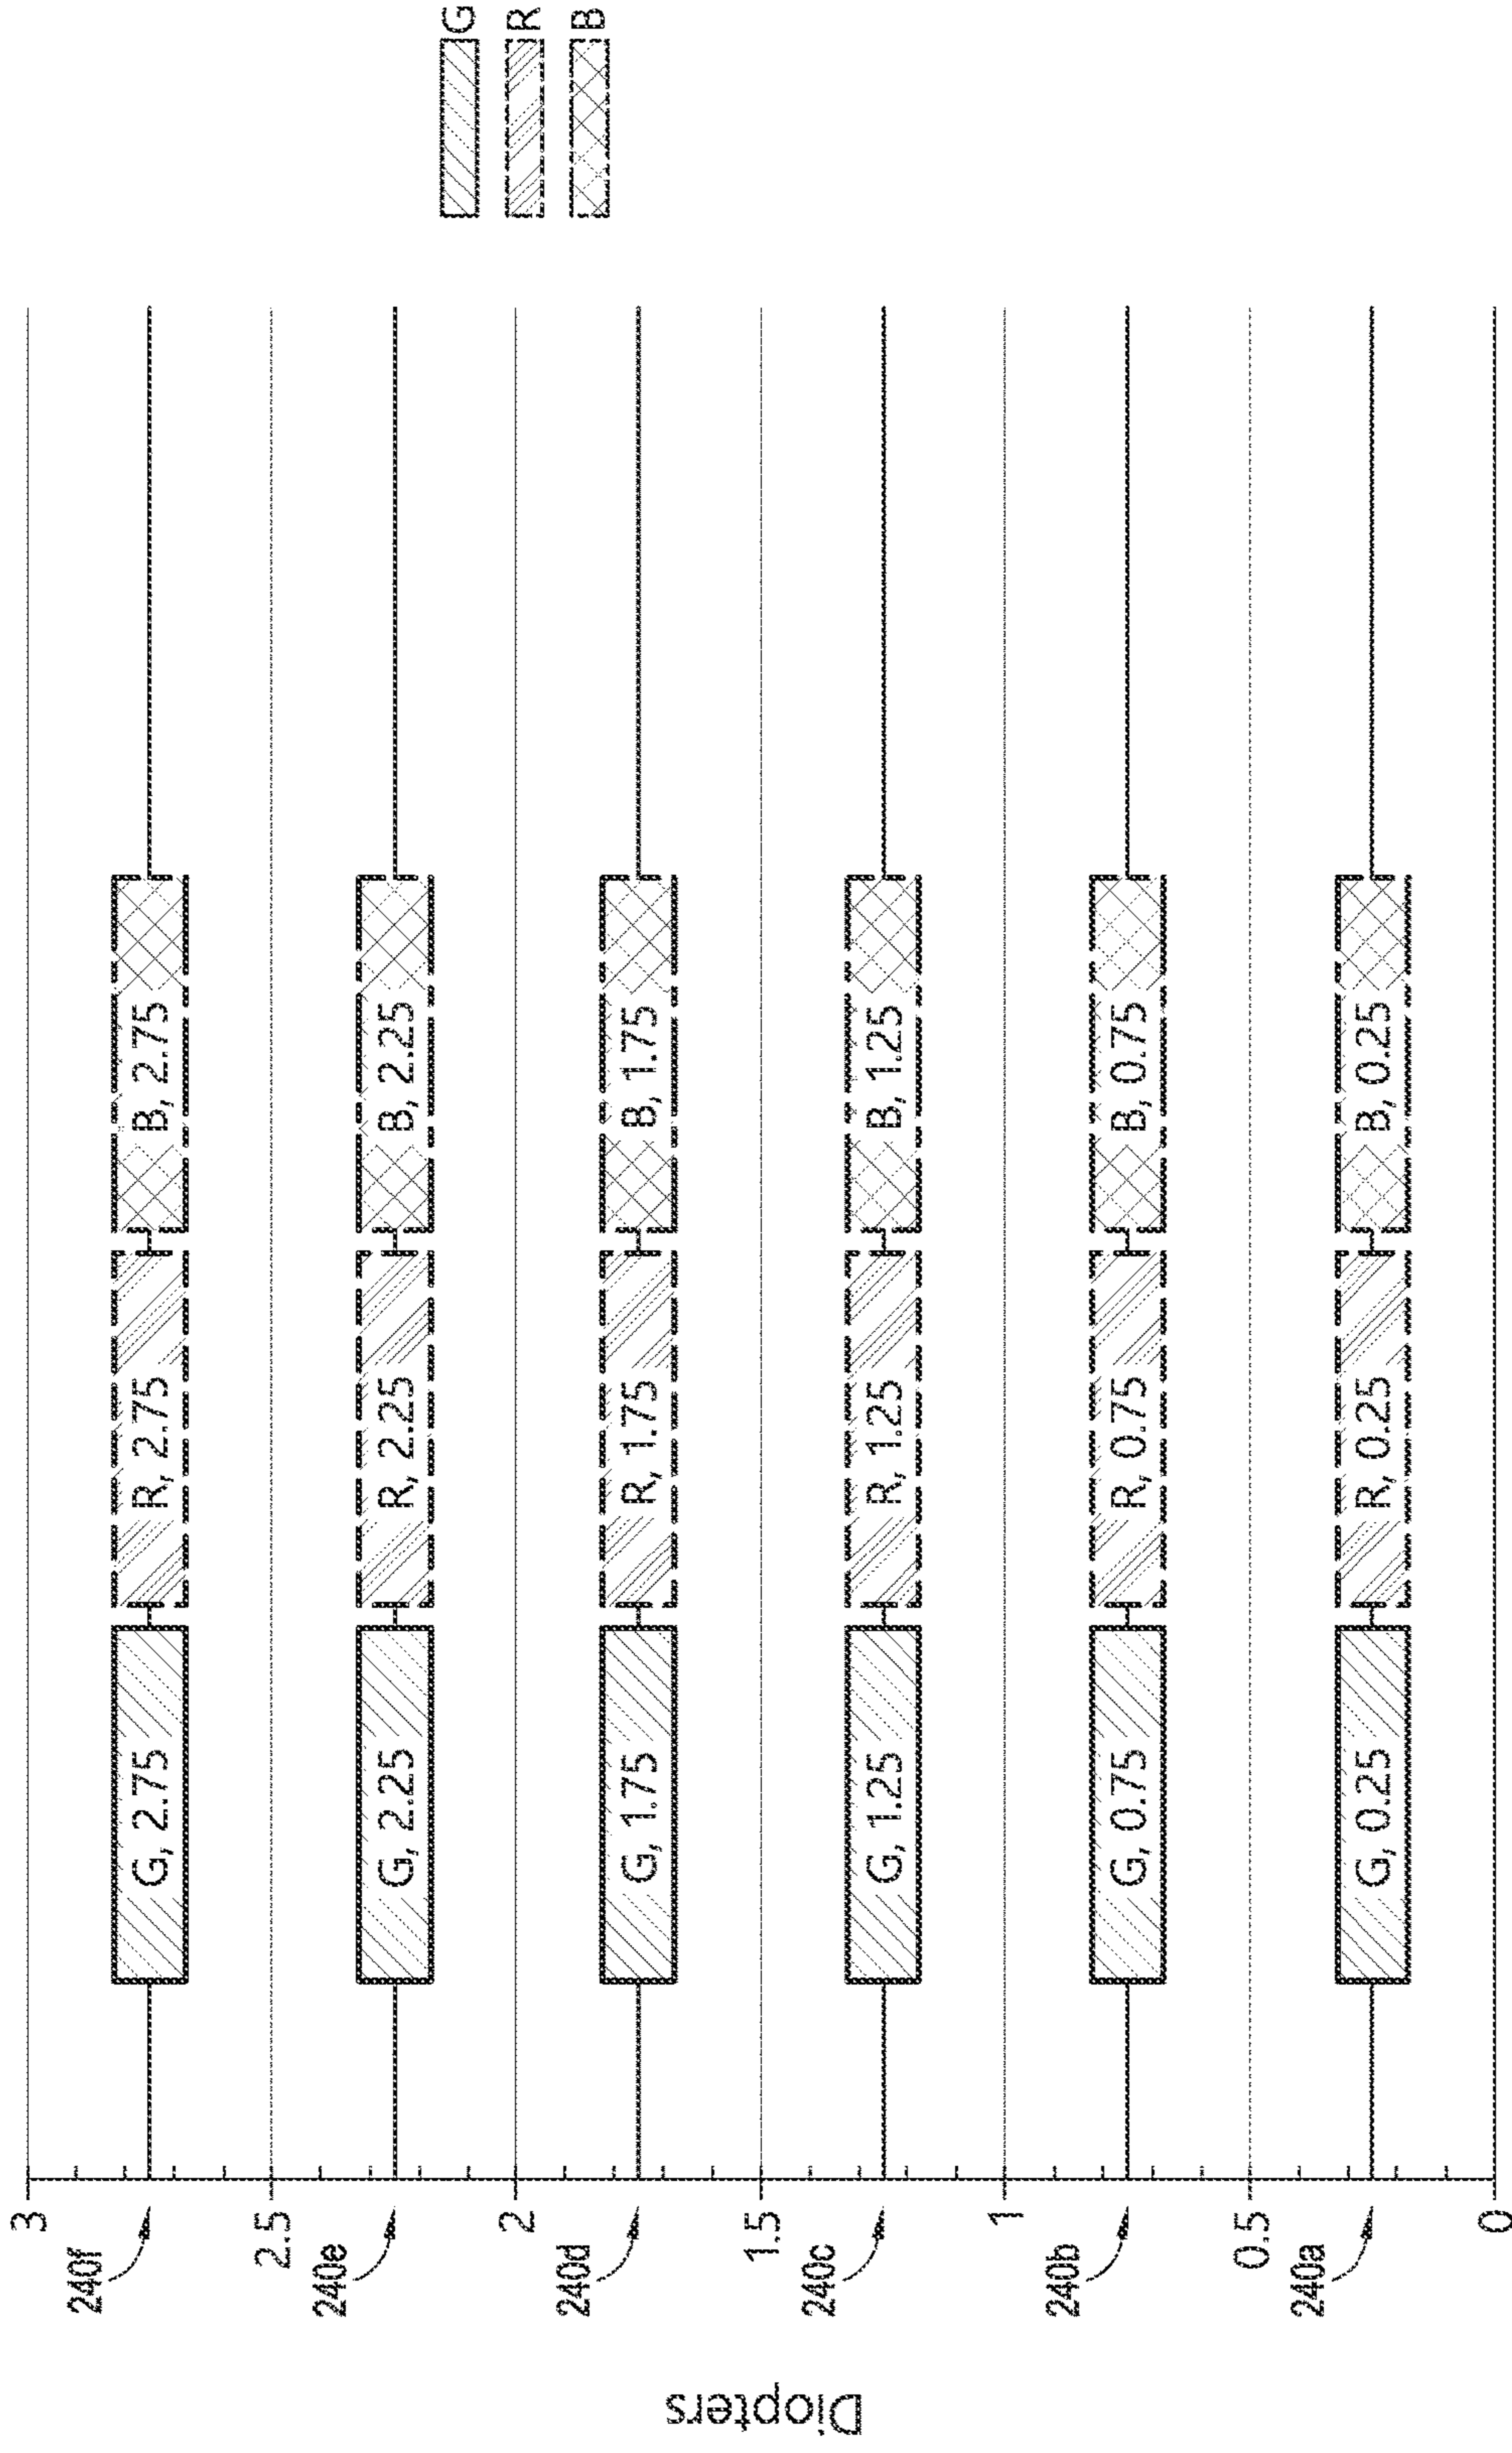 Diopters
3
240f
G, 2.75
R, 2.75
B, 2.75
2.5
240e
G, 2.25
R, 2.25
B, 2.25
2
240d
G, 1.75
R, 1.75
B, 1.75
1.5
240c
G, 1.25
R, 1.25
B, 1.25
1
240b
G, 0.75
R, 0.75
B, 0.75
0.5
240a
G, 0.25
R, 0.25
B, 0.25
0
G
R
B